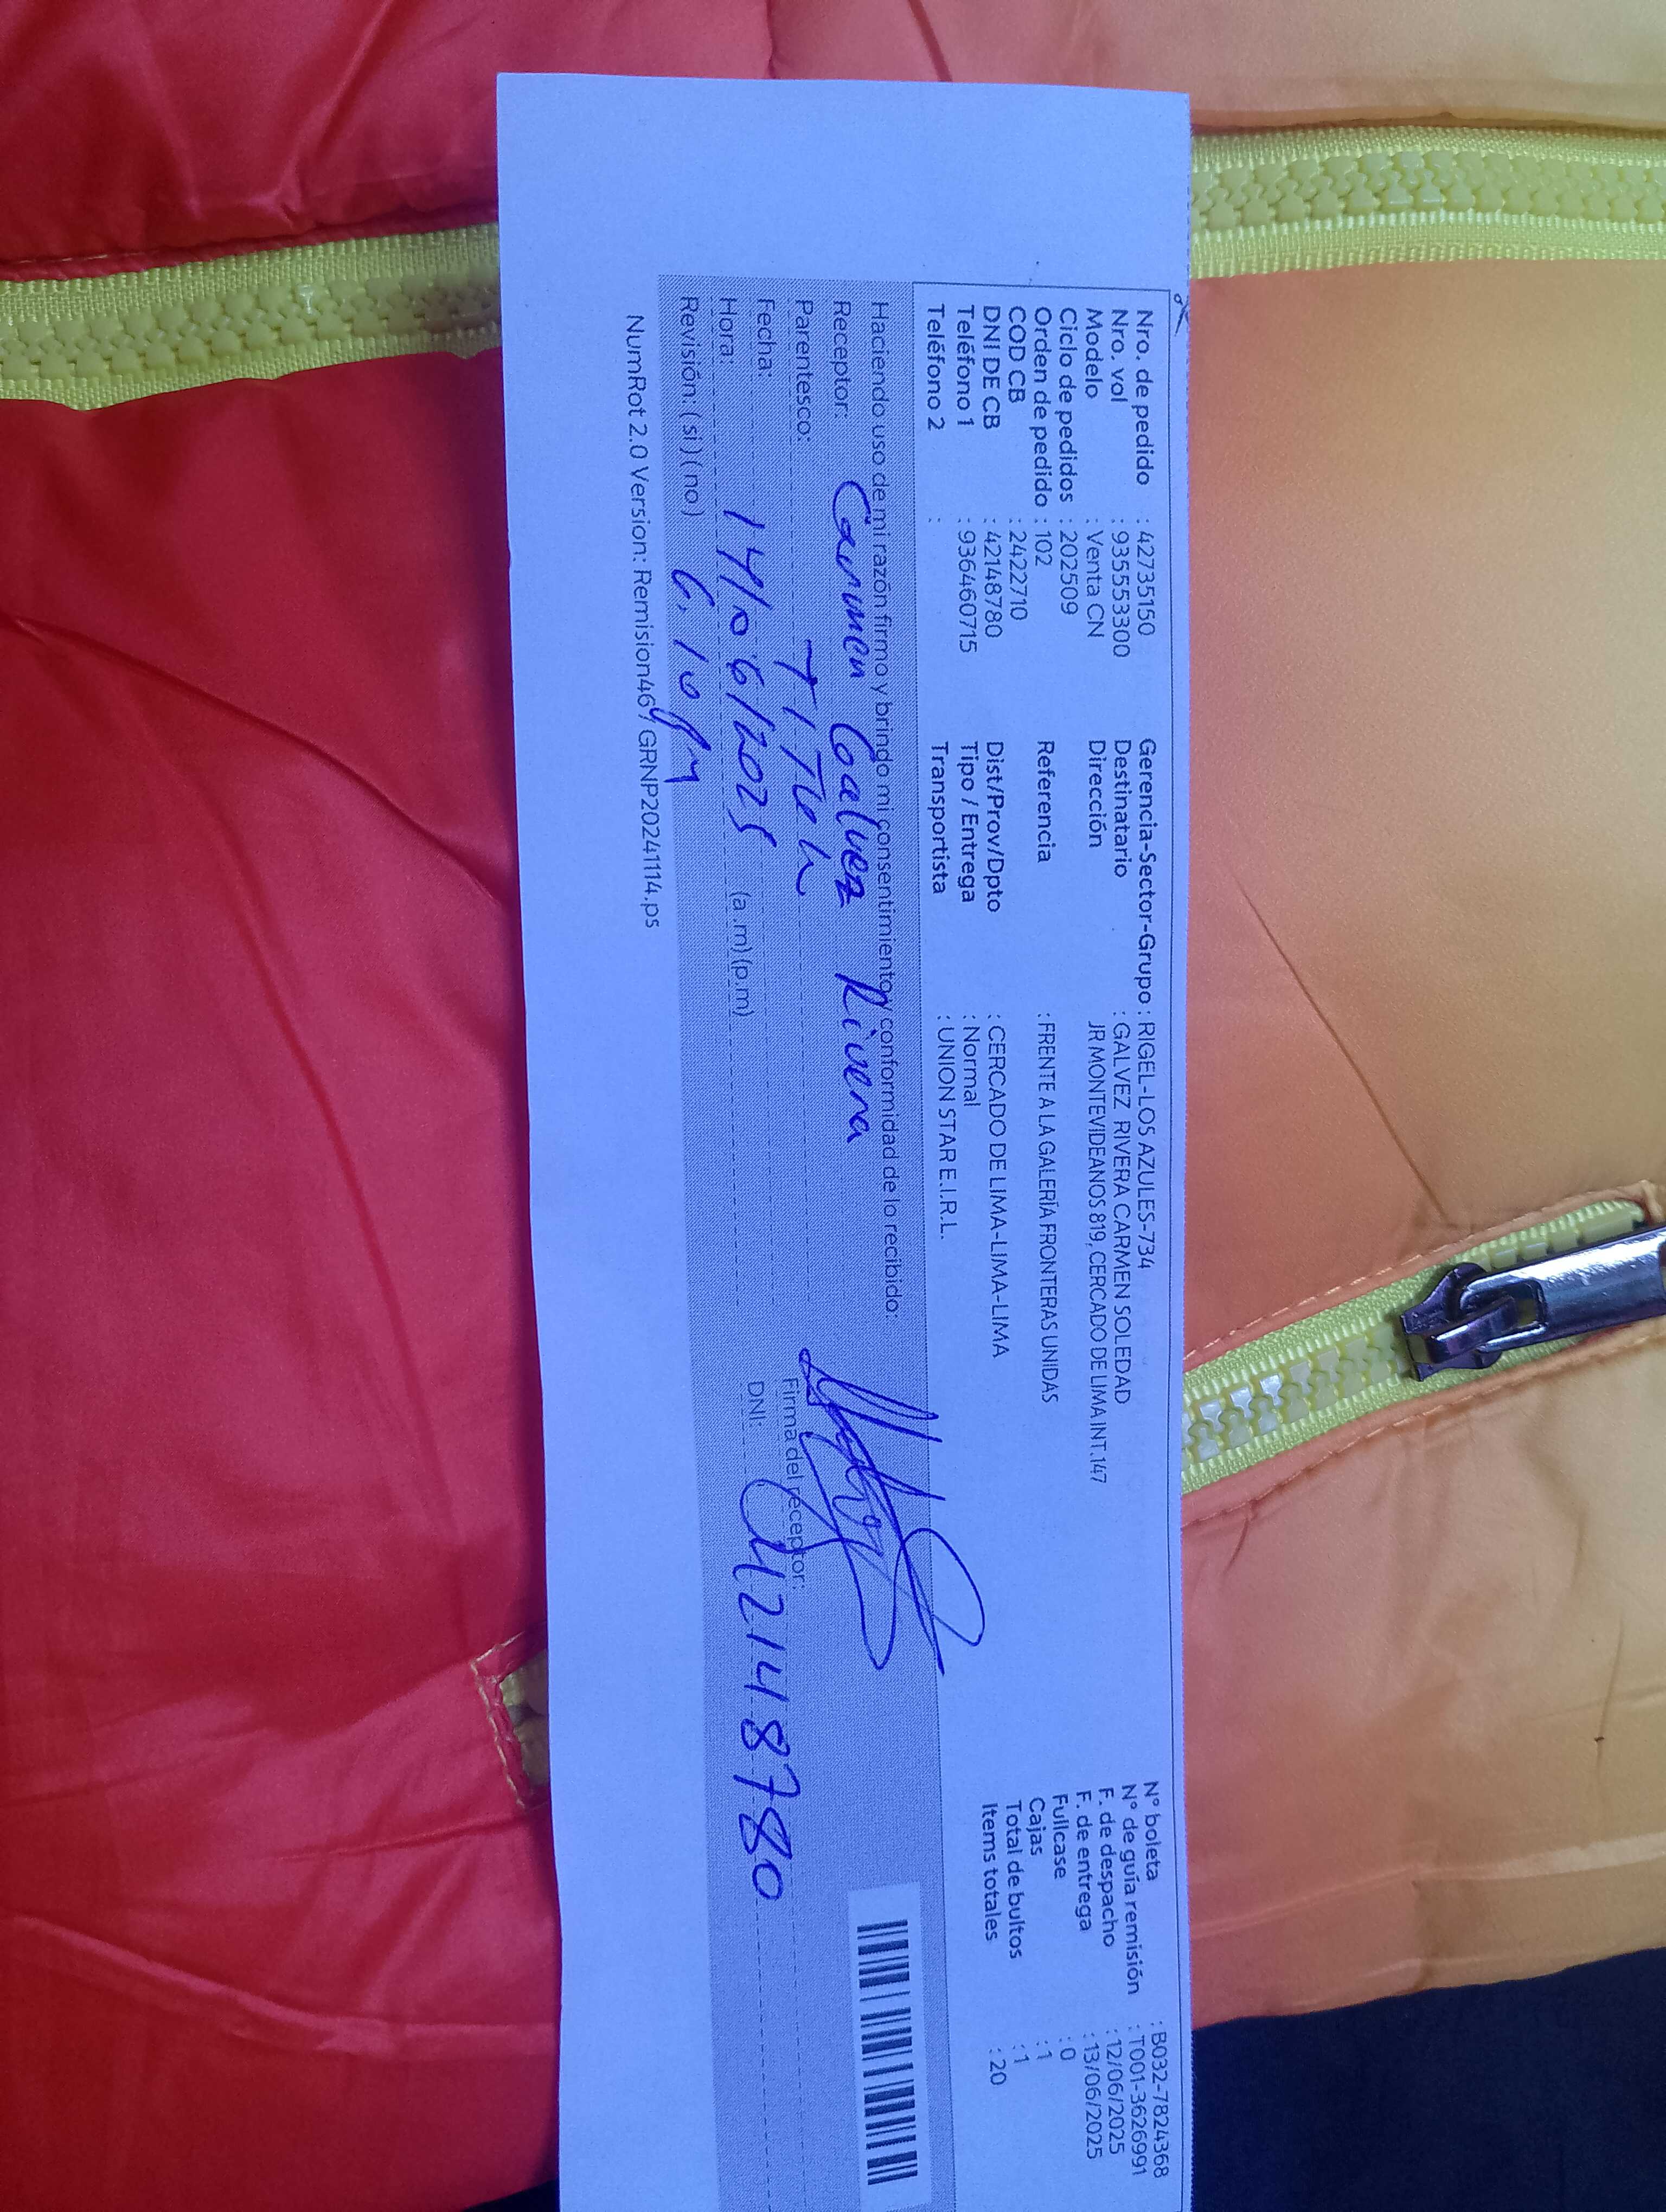 Nro. de pedido : 42735150
Nro. vol : 935553300
Modelo : Venta CN
Ciclo de pedidos : 202509
Orden de pedido : 102
COD CB : 2422710
DNI DE CB : 42148780
Teléfono 1 : 936460715
Teléfono 2 :
Gerencia-Sector-Grupo : RIGEL-LOS AZULES-734
Destinatario : GALVEZ RIVERA CARMEN SOLEDAD
Dirección JR MONTEVIDEANOS 819, CERCADO DE LIMA INT.147
Referencia : FRENTE A LA GALERÍA FRONTERAS UNIDAS
Dist/Prov/Dpto : CERCADO DE LIMA-LIMA-LIMA
Tipo / Entrega : Normal
Transportista : UNION STAR E.I.R.L.
N° boleta : B032-7824368
N° de guía remisión : T001-3626991
F. de despacho : 12/06/2025
F. de entrega : 13/06/2025
Fullcase : 0
Cajas : 1
Total de bultos : 1
Items totales : 20
Haciendo uso de mi razón firmo y brindo mi consentimiento y conformidad de lo recibido:
Receptor: Carmen Galvez Rivera
Parentesco:
Fecha: 14/06/2025
Hora: (a.m)(p.m)
Revisión: (si) (no)
Firma del receptor:
DNI: 42148780
NumRot 2.0 Version: Remision46 / GRNP20241114.ps